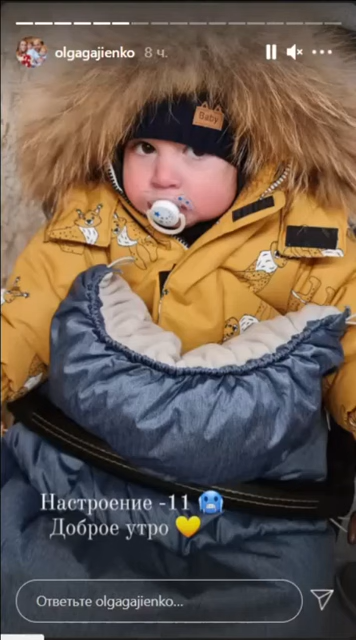 olgagajienko 8 ч.
Baby
Настроение -11 🥶
Доброе утро 💛
Ответьте olgagajienko...